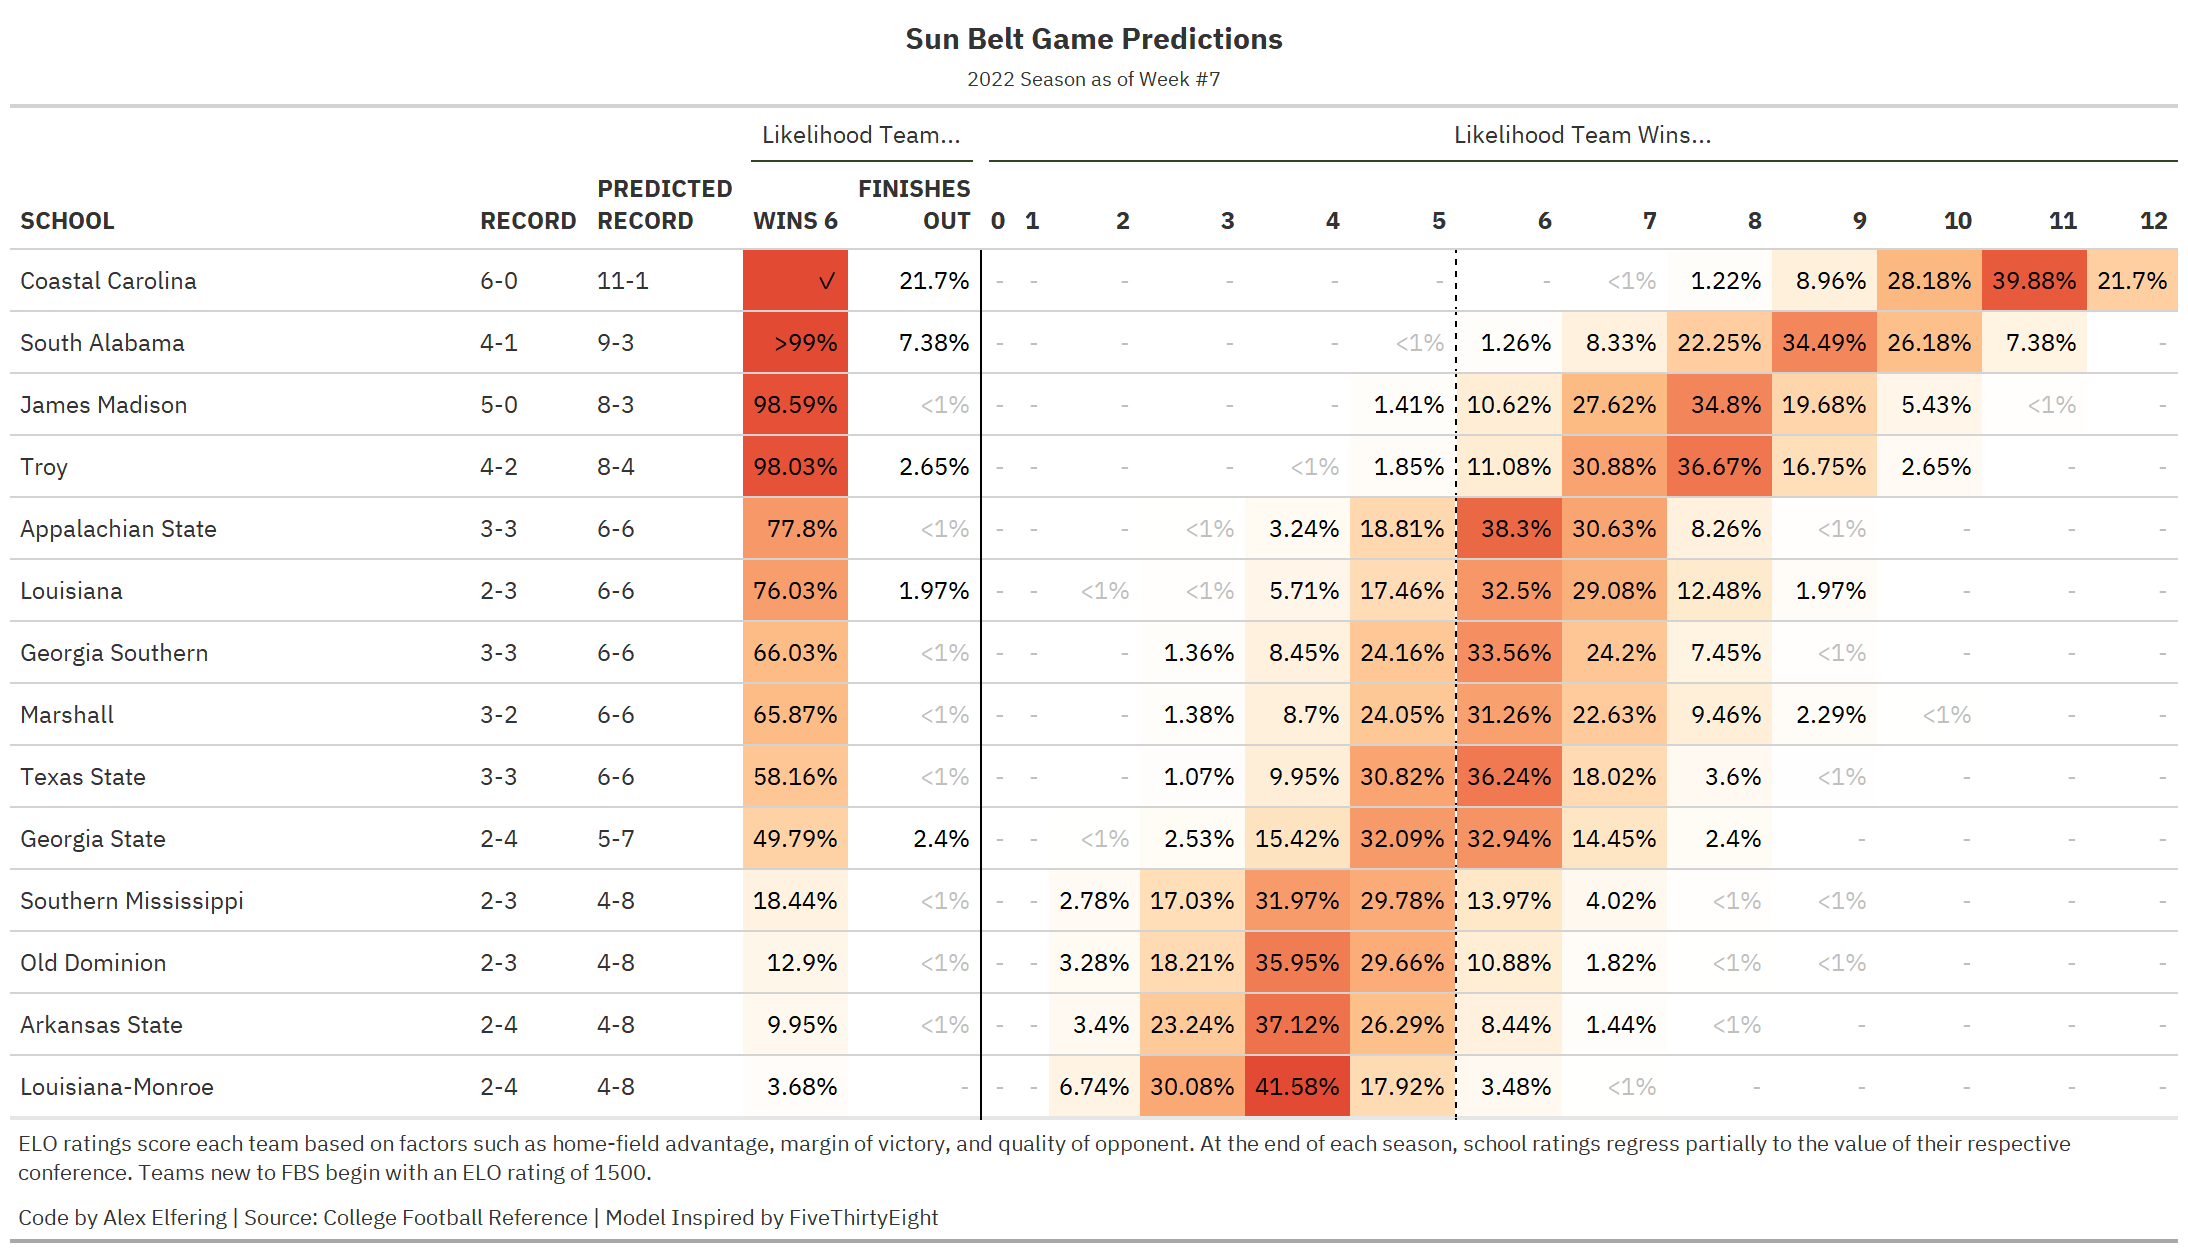 Sun Belt Game Predictions
2022 Season as of Week #7
Likelihood Team... Likelihood Team Wins...
SCHOOL RECORD PREDICTED RECORD WINS 6 FINISHES OUT 0 1 2 3 4 5 6 7 8 9 10 11 12
Coastal Carolina 6-0 11-1 ✓ 21.7% - - - - - - - <1% 1.22% 8.96% 28.18% 39.88% 21.7%
South Alabama 4-1 9-3 >99% 7.38% - - - - - <1% 1.26% 8.33% 22.25% 34.49% 26.18% 7.38% -
James Madison 5-0 8-3 98.59% <1% - - - - - 1.41% 10.62% 27.62% 34.8% 19.68% 5.43% <1% -
Troy 4-2 8-4 98.03% 2.65% - - - - <1% 1.85% 11.08% 30.88% 36.67% 16.75% 2.65% - -
Appalachian State 3-3 6-6 77.8% <1% - - - <1% 3.24% 18.81% 38.3% 30.63% 8.26% <1% - - -
Louisiana 2-3 6-6 76.03% 1.97% - - <1% <1% 5.71% 17.46% 32.5% 29.08% 12.48% 1.97% - - -
Georgia Southern 3-3 6-6 66.03% <1% - - - 1.36% 8.45% 24.16% 33.56% 24.2% 7.45% <1% - - -
Marshall 3-2 6-6 65.87% <1% - - - 1.38% 8.7% 24.05% 31.26% 22.63% 9.46% 2.29% <1% - -
Texas State 3-3 6-6 58.16% <1% - - - 1.07% 9.95% 30.82% 36.24% 18.02% 3.6% <1% - - -
Georgia State 2-4 5-7 49.79% 2.4% - - <1% 2.53% 15.42% 32.09% 32.94% 14.45% 2.4% - - - -
Southern Mississippi 2-3 4-8 18.44% <1% - - 2.78% 17.03% 31.97% 29.78% 13.97% 4.02% <1% <1% - - -
Old Dominion 2-3 4-8 12.9% <1% - - 3.28% 18.21% 35.95% 29.66% 10.88% 1.82% <1% <1% - - -
Arkansas State 2-4 4-8 9.95% <1% - - 3.4% 23.24% 37.12% 26.29% 8.44% 1.44% <1% - - - -
Louisiana-Monroe 2-4 4-8 3.68% - - - 6.74% 30.08% 41.58% 17.92% 3.48% <1% - - - - -
ELO ratings score each team based on factors such as home-field advantage, margin of victory, and quality of opponent. At the end of each season, school ratings regress partially to the value of their respective
conference. Teams new to FBS begin with an ELO rating of 1500.
Code by Alex Elfering | Source: College Football Reference | Model Inspired by FiveThirtyEight